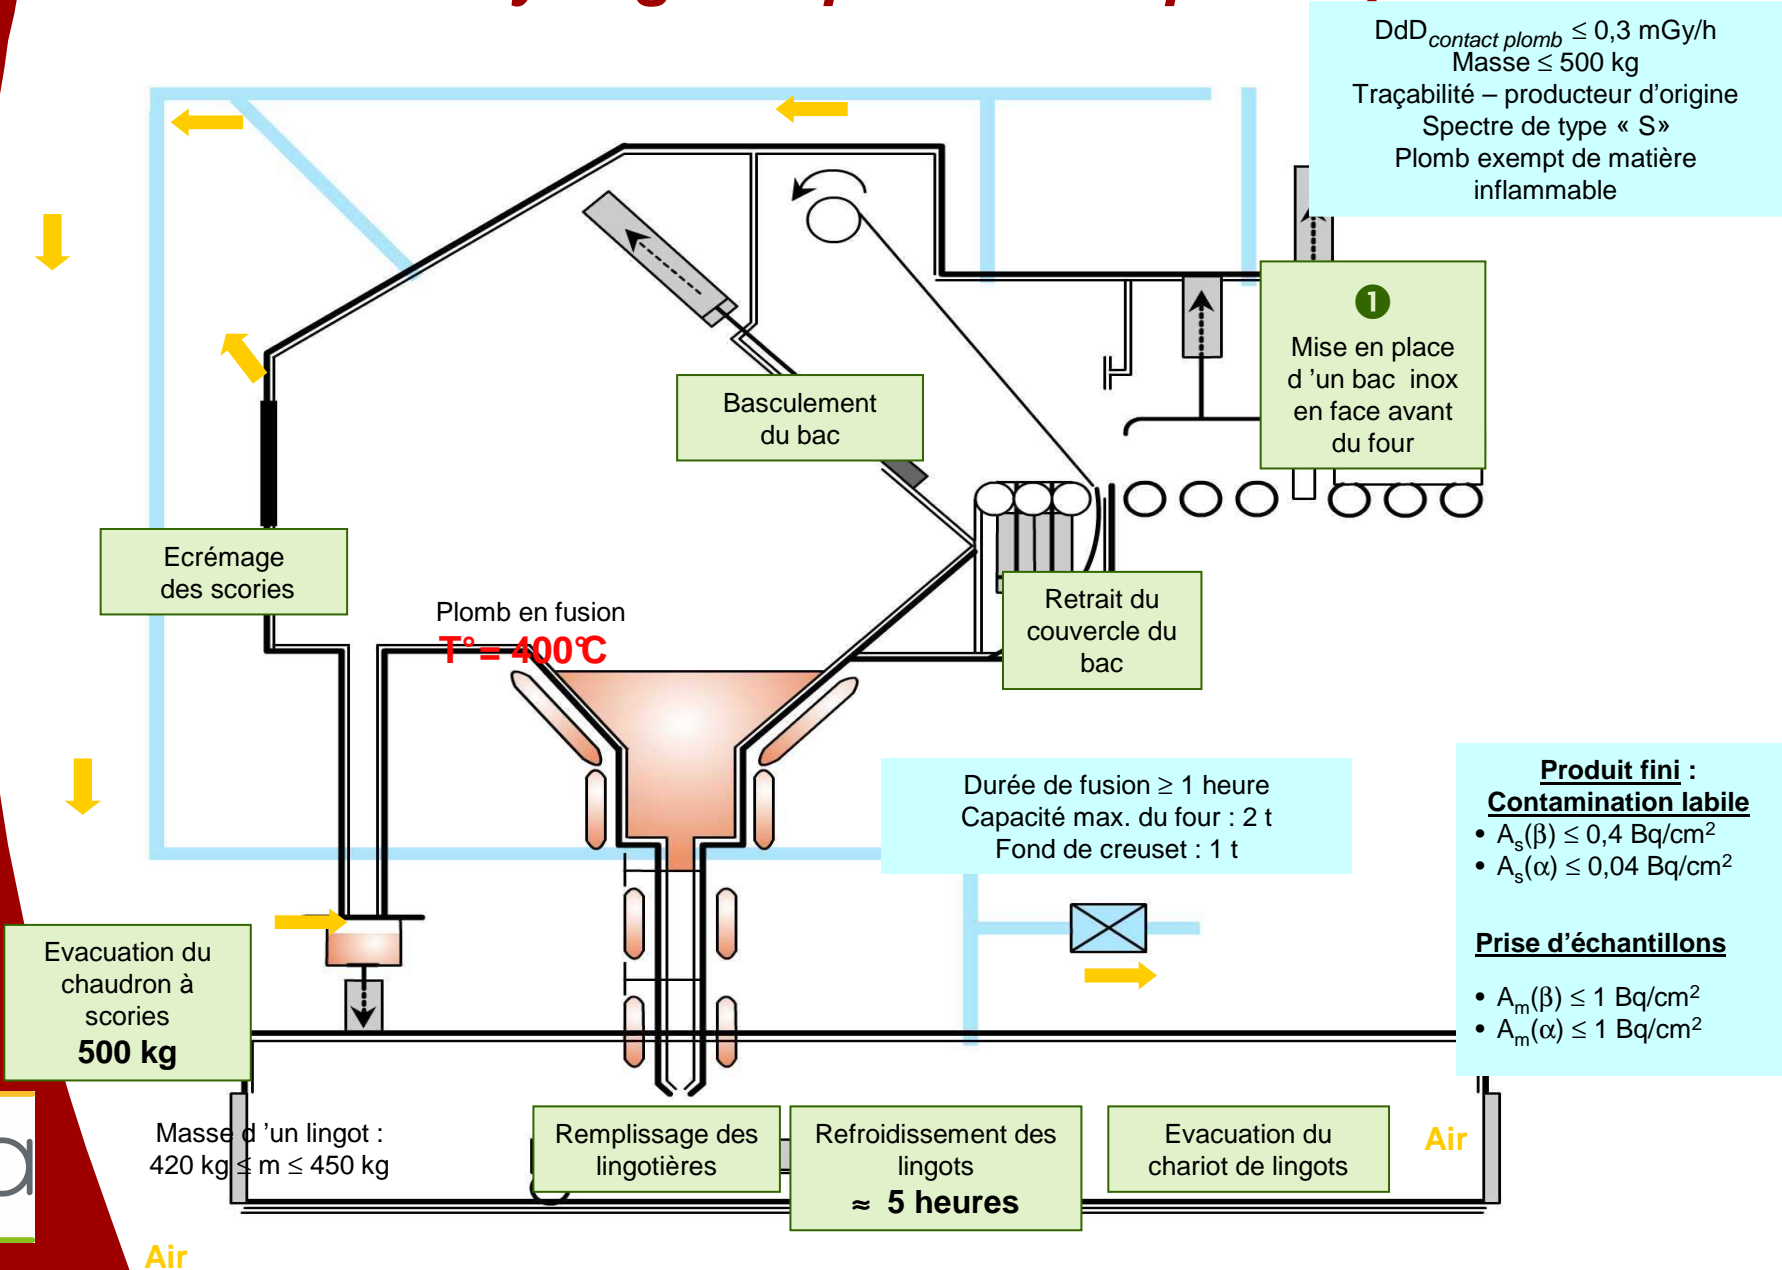 DdDcontact plomb ≤ 0,3 mGy/h
Masse ≤ 500 kg
Traçabilité – producteur d'origine
Spectre de type « S»
Plomb exempt de matière
inflammable
❶
Mise en place
d 'un bac inox
en face avant
du four
Basculement
du bac
Ecrémage
des scories
Plomb en fusion
T° = 400°C
Retrait du
couvercle du
bac
Durée de fusion ≥ 1 heure
Capacité max. du four : 2 t
Fond de creuset : 1 t
Produit fini :
Contamination labile
• As(β) ≤ 0,4 Bq/cm²
• As(α) ≤ 0,04 Bq/cm²
Prise d'échantillons
• Am(β) ≤ 1 Bq/cm²
• Am(α) ≤ 1 Bq/cm²
Evacuation du
chaudron à
scories
500 kg
Masse d 'un lingot :
420 kg ≤ m ≤ 450 kg
Remplissage des
lingotières
Refroidissement des
lingots
≈ 5 heures
Evacuation du
chariot de lingots
Air
Air